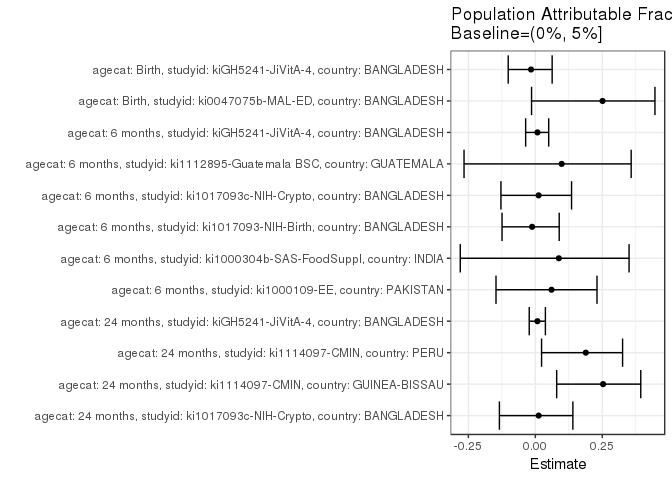 Population Attributable Frac
Baseline=(0%, 5%]
agecat: Birth, studyid: kiGH5241-JiVitA-4, country: BANGLADESH
agecat: Birth, studyid: ki0047075b-MAL-ED, country: BANGLADESH
agecat: 6 months, studyid: kiGH5241-JiVitA-4, country: BANGLADESH
agecat: 6 months, studyid: ki1112895-Guatemala BSC, country: GUATEMALA
agecat: 6 months, studyid: ki1017093c-NIH-Crypto, country: BANGLADESH
agecat: 6 months, studyid: ki1017093-NIH-Birth, country: BANGLADESH
agecat: 6 months, studyid: ki1000304b-SAS-FoodSuppl, country: INDIA
agecat: 6 months, studyid: ki1000109-EE, country: PAKISTAN
agecat: 24 months, studyid: kiGH5241-JiVitA-4, country: BANGLADESH
agecat: 24 months, studyid: ki1114097-CMIN, country: PERU
agecat: 24 months, studyid: ki1114097-CMIN, country: GUINEA-BISSAU
agecat: 24 months, studyid: ki1017093c-NIH-Crypto, country: BANGLADESH
-0.25 0.00 0.25
Estimate